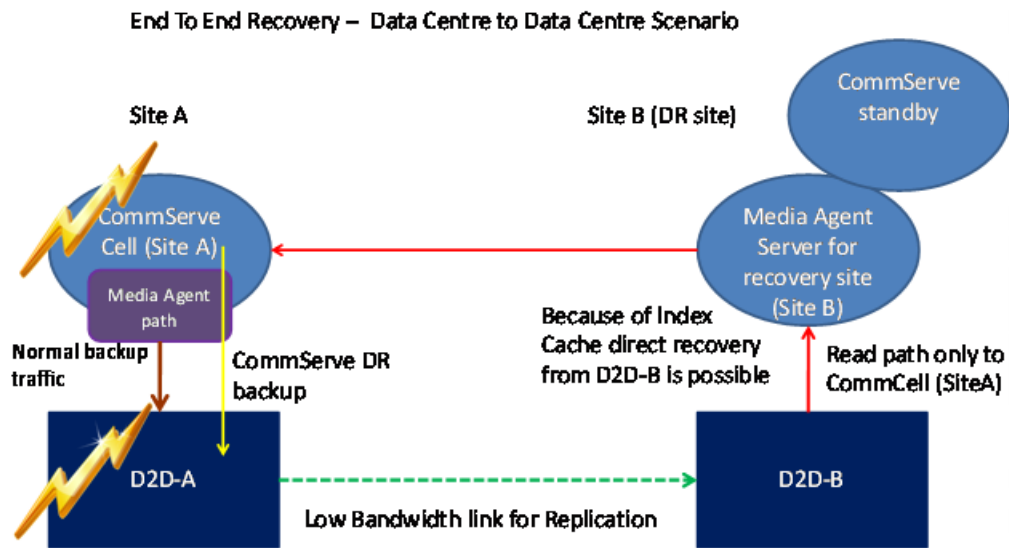 End To End Recovery – Data Centre to Data Centre Scenario
CommServe
standby
Site A
Site B (DR site)
CommServe
Cell (Site A)
Media Agent
path
Media Agent
Server for
recovery site
(Site B)
Normal backup
traffic
CommServe DR
backup
Because of Index
Cache direct recovery
from D2D-B is possible
Read path only to
CommCell (SiteA)
D2D-A
D2D-B
Low Bandwidth link for Replication